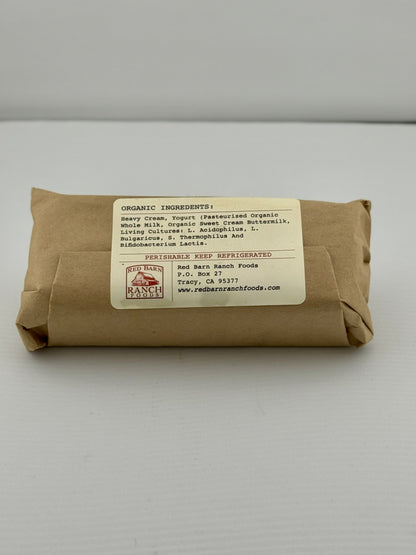 ORGANIC INGREDENTS:
Heavy Cream, Yogurt (Pasteurized Organic
Whole Milk, Organic Sweet Cream Buttermilk,
Living Cultures: L. Acidophilus, L.
Bulgaricus, S. Thermophilus And
Bifidobacterium Lactis.
PERISHABLE KEEP REFRIGERATED
RED BARN
RANCH
FOODS
Red Barn Ranch Foods
P.O. Box 27
Tracy, CA 95377
www.redbarnranchfoods.com